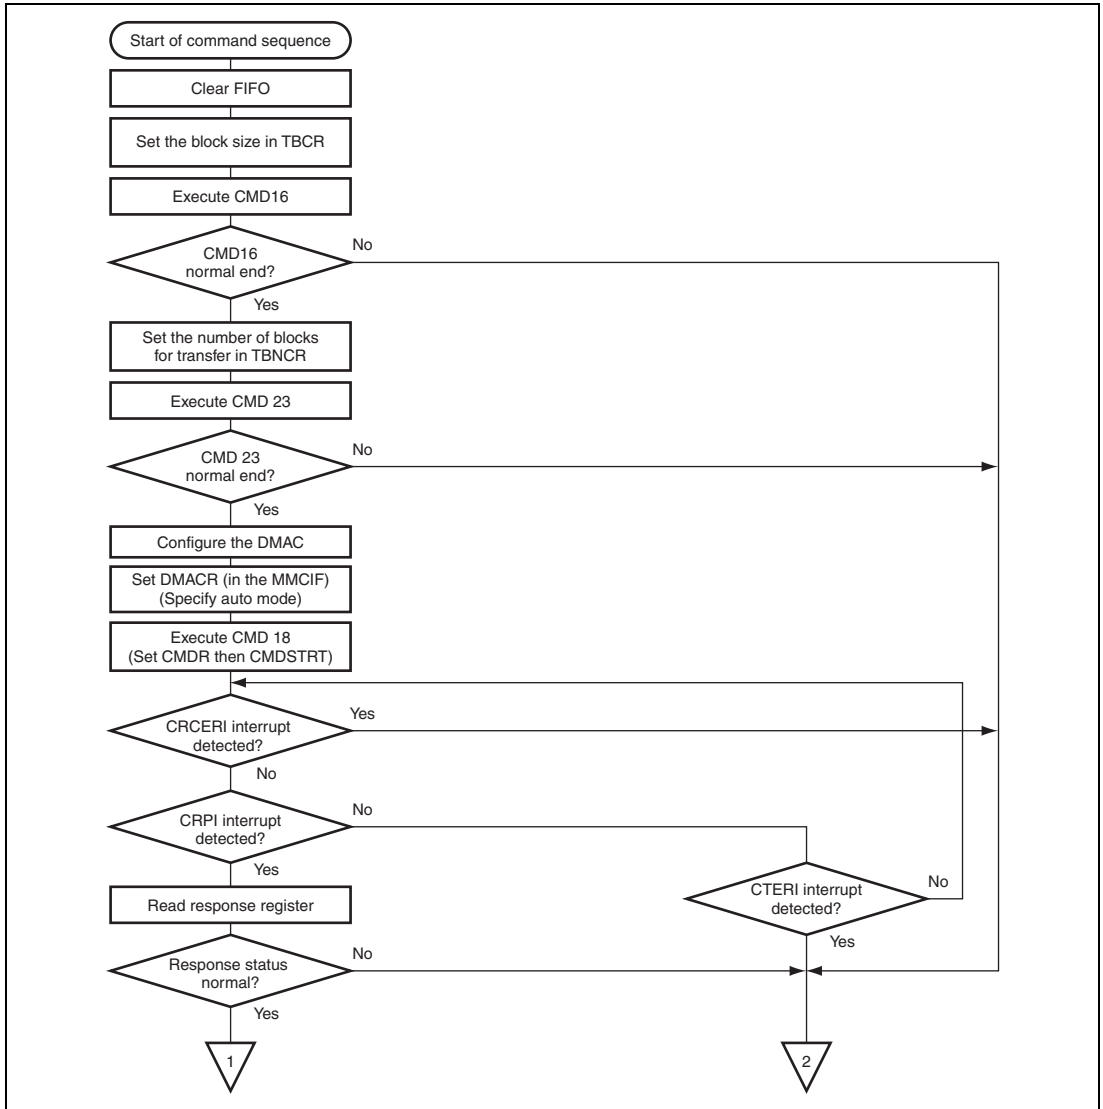 Start of command sequence
Clear FIFO
Set the block size in TBCR
Execute CMD16
CMD16
normal end?
No
Yes
Set the number of blocks
for transfer in TBNCR
Execute CMD 23
CMD 23
normal end?
No
Yes
Configure the DMAC
Set DMACR (in the MMCIF)
(Specify auto mode)
Execute CMD 18
(Set CMDR then CMDSTRT)
CRCERI interrupt
detected?
Yes
No
CRPI interrupt
detected?
No
Yes
CTERI interrupt
detected?
No
Yes
Read response register
Response status
normal?
No
Yes
1
2